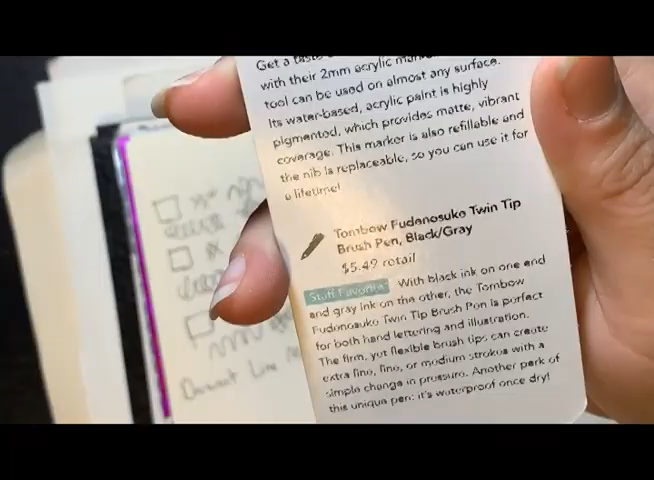 Get a taste
with their 2mm acrylic
tool can be used on almost any surface.
Its water-based, acrylic paint is highly
pigmented, which provides matte, vibrant
coverage. This marker is also refillable and
the nib is replaceable, so you can use it for
a lifetime!
Tombow Fudenosuke Twin Tip
Brush Pen, Black/Gray
$5.49 retail
Staff Favorite! With black ink on one end
and gray ink on the other, the Tombow
Fudenosuke Twin Tip Brush Pen is perfect
for both hand lettering and illustration.
The firm, yet flexible brush tips can create
extra fine, fine, or medium strokes with a
simple change in pressure. Another perk of
this unique pen: it's waterproof once dry!
Line